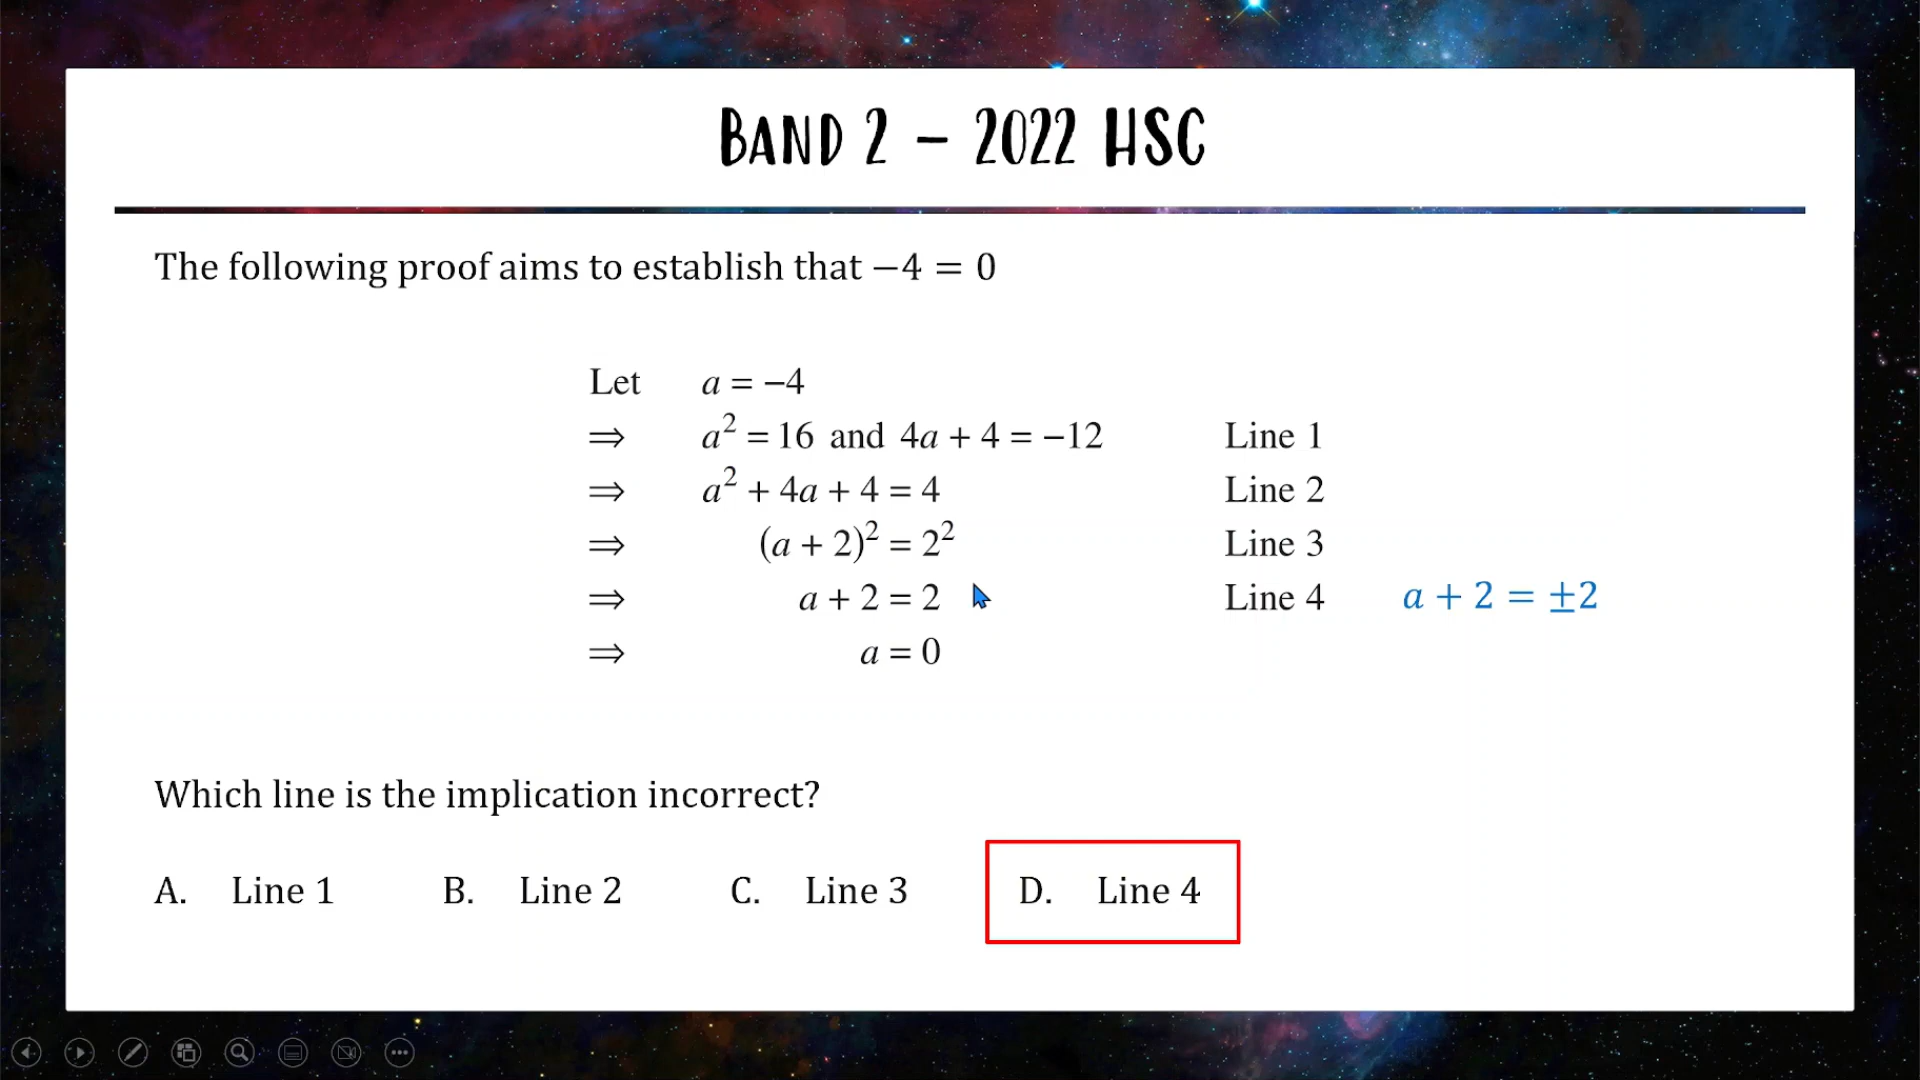 BAND 2 – 2022 HSC
The following proof aims to establish that −4 = 0
Let a = −4
⇒ a² = 16 and 4a + 4 = −12 Line 1
⇒ a² + 4a + 4 = 4 Line 2
⇒ (a + 2)² = 2² Line 3
⇒ a + 2 = 2 Line 4 a + 2 = ±2
⇒ a = 0
Which line is the implication incorrect?
A. Line 1 B. Line 2 C. Line 3 D. Line 4